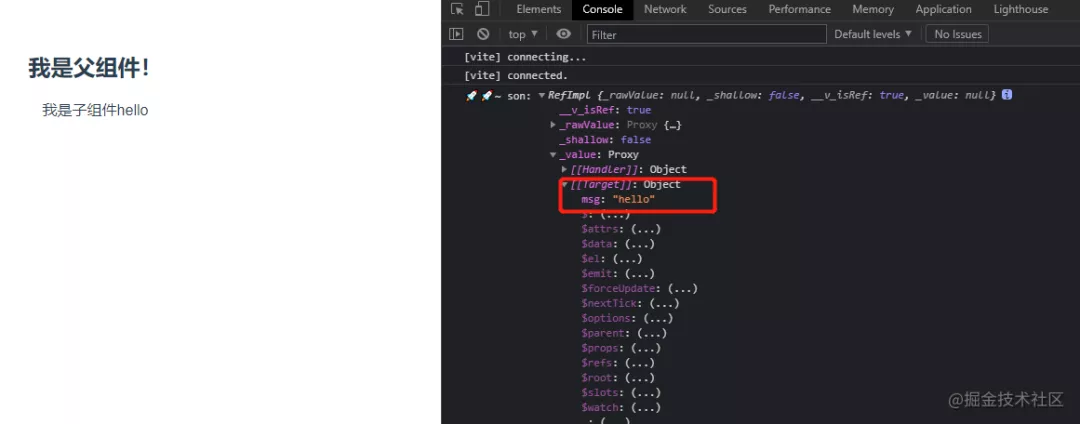 我是父组件!
我是子组件hello
Elements Console Network Sources Performance Memory Application Lighthouse
top ▼ Filter Default levels ▼ No Issues
[vite] connecting...
[vite] connected.
🚀 🚀~ son: ▼RefImpl {_rawValue: null, _shallow: false, __v_isRef: true, _value: null} i
__v_isRef: true
▶_rawValue: Proxy {…}
_shallow: false
▼_value: Proxy
▶[[Handler]]: Object
▼[[Target]]: Object
msg: "hello"
$: (...)
$attrs: (...)
$data: (...)
$el: (...)
$emit: (...)
$forceUpdate: (...)
$nextTick: (...)
$options: (...)
$parent: (...)
$props: (...)
$refs: (...)
$root: (...)
$slots: (...)
$watch: (...)
@掘金技术社区